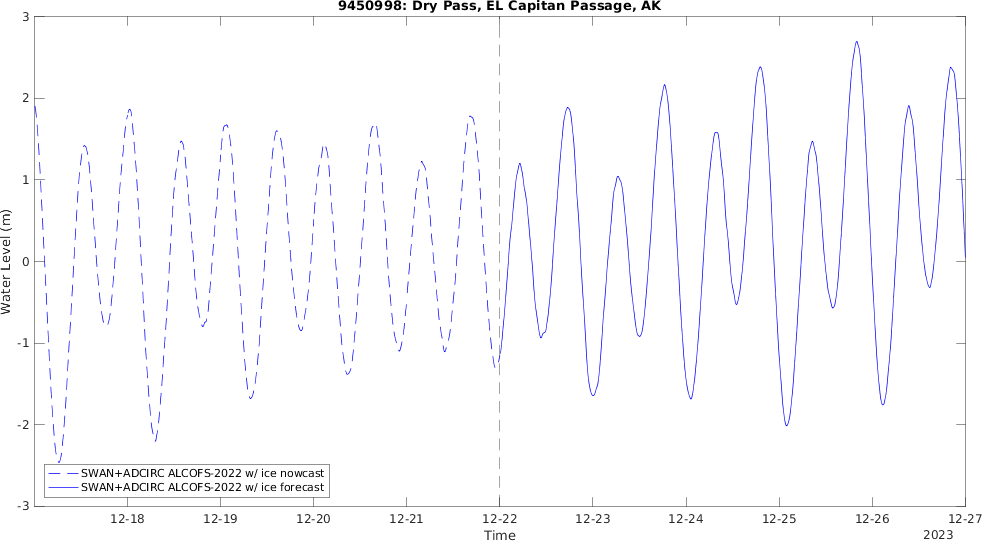 9450998: Dry Pass, EL Capitan Passage, AK
3
2
1
0
-1
-2
-3
Water Level (m)
SWAN+ADCIRC ALCOFS-2022 w/ ice nowcast
SWAN+ADCIRC ALCOFS-2022 w/ ice forecast
12-18 12-19 12-20 12-21 12-22 12-23 12-24 12-25 12-26 12-27
Time
2023